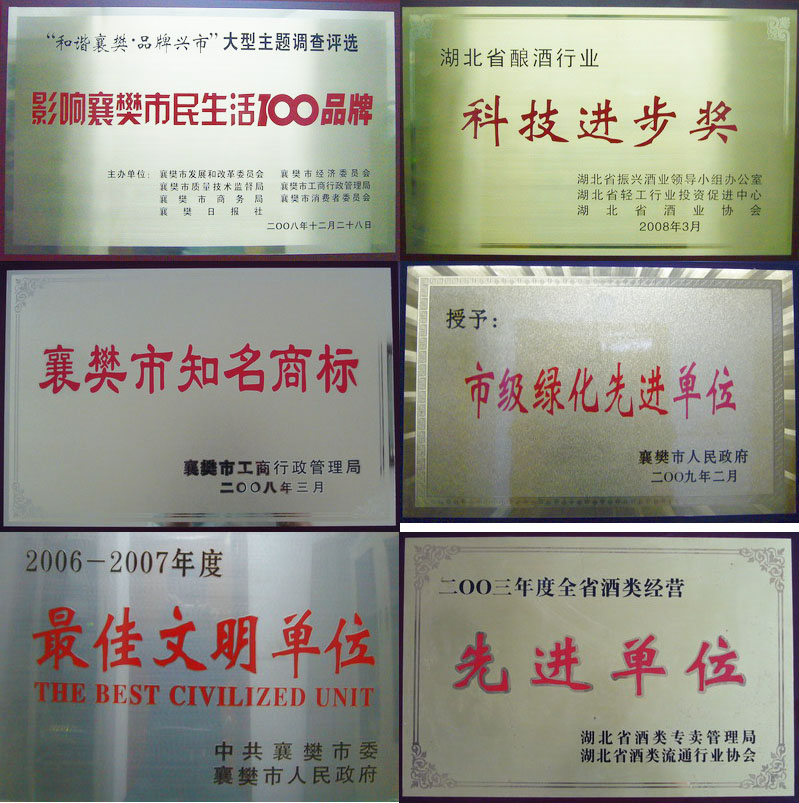 “和谐襄樊·品牌兴市”大型主题调查评选
影响襄樊市民生活100品牌
主办单位：襄樊市发展和改革委员会 襄樊市经济委员会
襄樊市质量技术监督局 襄樊市工商行政管理局
襄樊市商务局 襄樊市消费者委员会
襄樊日报社
二OO八年十二月二十八日
湖北省酿酒行业
科技进步奖
湖北省振兴酒业领导小组办公室
湖北省轻工行业投资促进中心
湖北省酒业协会
2008年3月
襄樊市知名商标
襄樊市工商行政管理局
二OO八年三月
授予：
市级绿化先进单位
襄樊市人民政府
二OO九年二月
2006－2007年度
最佳文明单位
THE BEST CIVILIZED UNIT
中共襄樊市委
襄樊市人民政府
二OO三年度全省酒类经营
先进单位
湖北省酒类专卖管理局
湖北省酒类流通行业协会